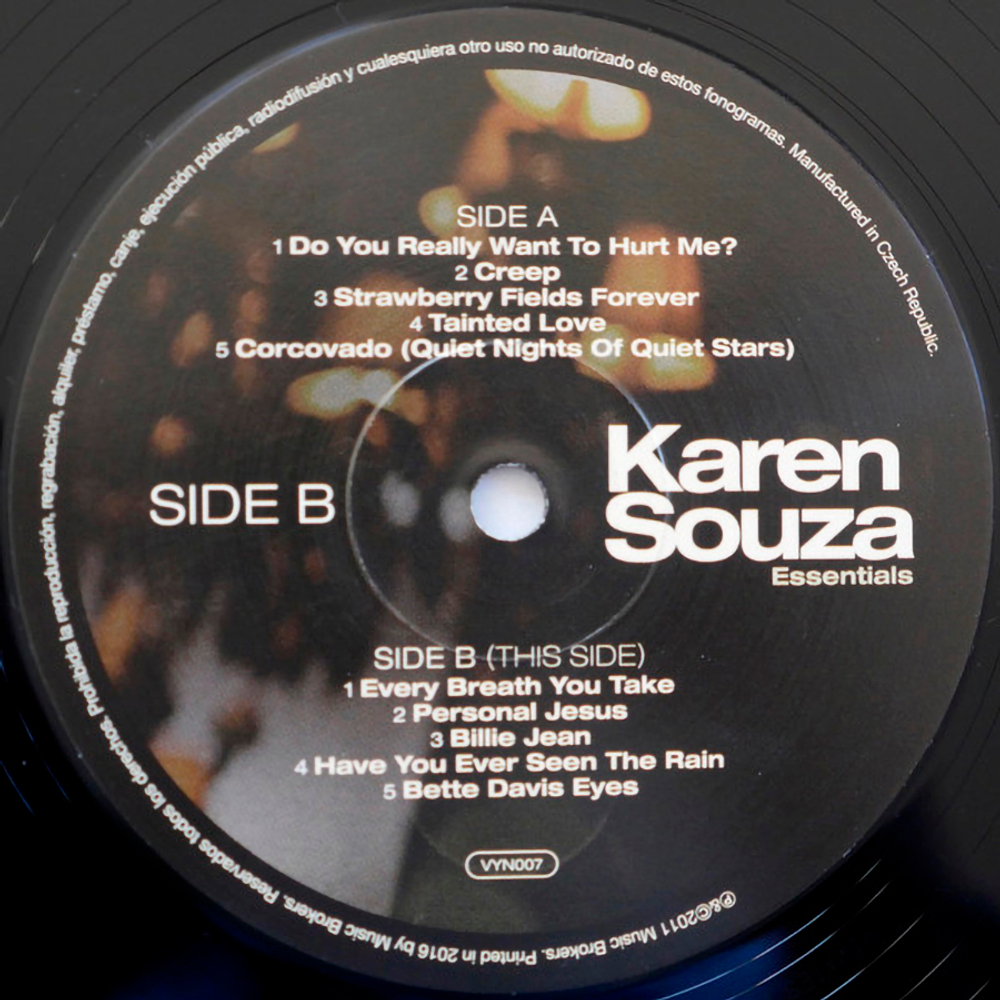 SIDE A
1 Do You Really Want To Hurt Me?
2 Creep
3 Strawberry Fields Forever
4 Tainted Love
5 Corcovado (Quiet Nights Of Quiet Stars)
SIDE B
Karen
Souza
Essentials
SIDE B (THIS SIDE)
1 Every Breath You Take
2 Personal Jesus
3 Billie Jean
4 Have You Ever Seen The Rain
5 Bette Davis Eyes
VYN007
P&©2011 Music Brokers. Printed in 2016 by Music Brokers. Reservados todos los derechos. Prohibida la reproducción, regrabación, alquiler, préstamo, canje, ejecución pública, radiodifusión y cualesquiera otro uso no autorizado de estos fonogramas. Manufactured in Czech Republic.